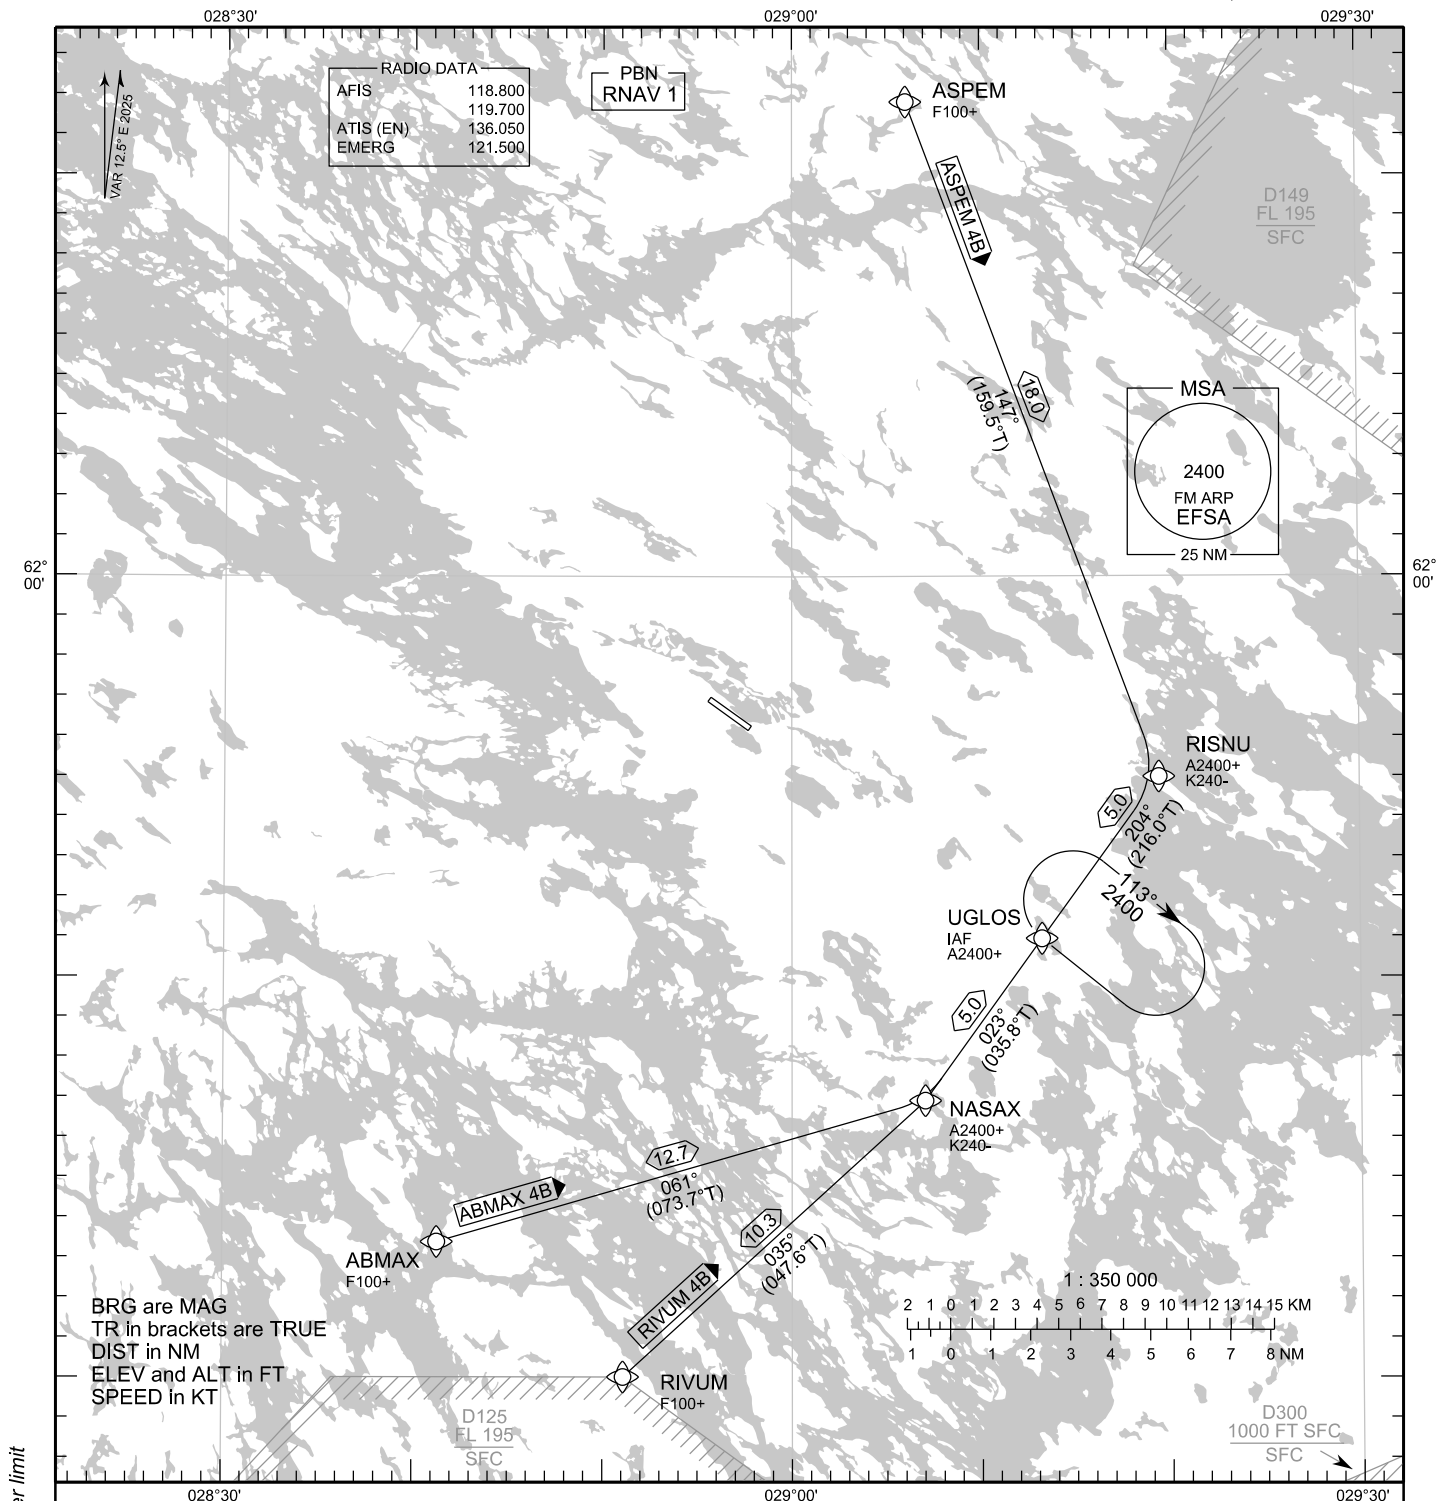 028°30'
029°00'
029°30'
VAR 12.5° E 2025
RADIO DATA
AFIS 118.800
119.700
ATIS (EN) 136.050
EMERG 121.500
PBN
RNAV 1
ASPEM
F100+
ASPEM 4B
D149
FL 195
SFC
18.0
147°
(159.5°T)
MSA
2400
FM ARP
EFSA
25 NM
62°
00'
62°
00'
RISNU
A2400+
K240-
5.0
204°
(216.0°T)
113°
2400
UGLOS
IAF
A2400+
5.0
023°
(035.8°T)
NASAX
A2400+
K240-
12.7
061°
(073.7°T)
ABMAX 4B
ABMAX
F100+
10.3
035°
(047.6°T)
RIVUM 4B
RIVUM
F100+
BRG are MAG
TR in brackets are TRUE
DIST in NM
ELEV and ALT in FT
SPEED in KT
1 : 350 000
2 1 0 1 2 3 4 5 6 7 8 9 10 11 12 13 14 15 KM
1 0 1 2 3 4 5 6 7 8 NM
D125
FL 195
SFC
D300
1000 FT SFC
SFC
limit
028°30'
029°00'
029°30'